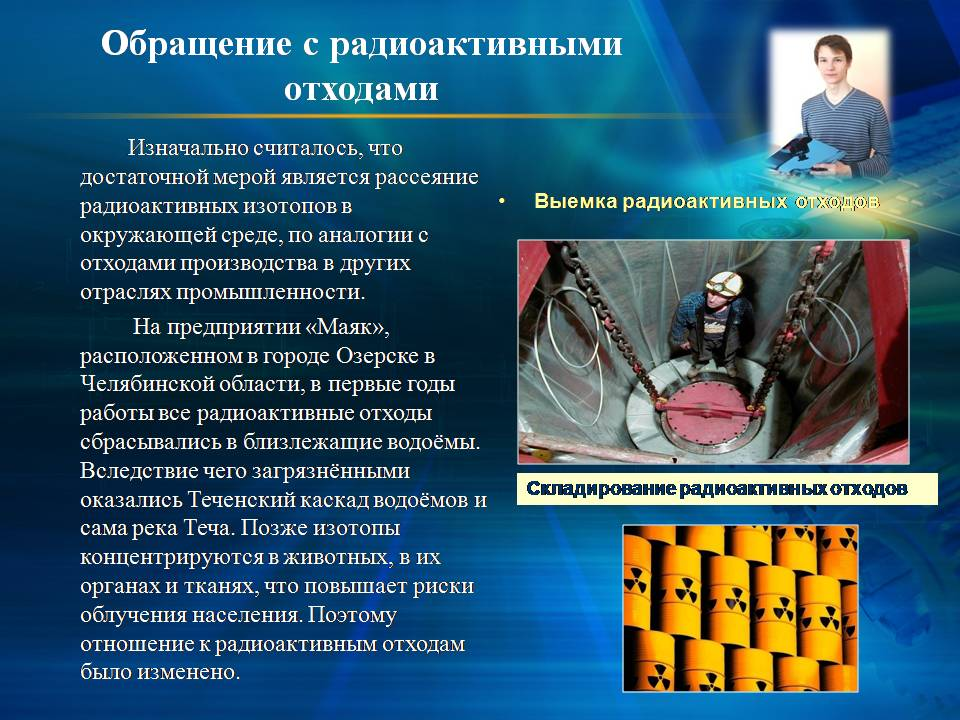 Обращение с радиоактивными
отходами
Изначально считалось, что
достаточной мерой является рассеяние
радиоактивных изотопов в
окружающей среде, по аналогии с
отходами производства в других
отраслях промышленности.
На предприятии «Маяк»,
расположенном в городе Озерске в
Челябинской области, в первые годы
работы все радиоактивные отходы
сбрасывались в близлежащие водоёмы.
Вследствие чего загрязнёнными
оказались Теченский каскад водоёмов и
сама река Теча. Позже изотопы
концентрируются в животных, в их
органах и тканях, что повышает риски
облучения населения. Поэтому
отношение к радиоактивным отходам
было изменено.
• Выемка радиоактивных отходов
Складирование радиоактивных отходов